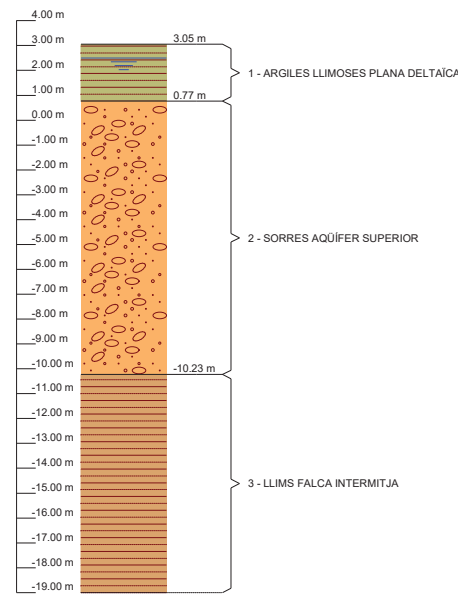 4.00 m
3.00 m
3.05 m
2.00 m
1 - ARGILES LLIMOSES PLANA DELTAÏCA
1.00 m
0.77 m
0.00 m
-1.00 m
-2.00 m
-3.00 m
-4.00 m
-5.00 m
2 - SORRES AQÜÍFER SUPERIOR
-6.00 m
-7.00 m
-8.00 m
-9.00 m
-10.00 m
-10.23 m
-11.00 m
-12.00 m
-13.00 m
-14.00 m
3 - LLIMS FALCA INTERMITJA
-15.00 m
-16.00 m
-17.00 m
-18.00 m
-19.00 m